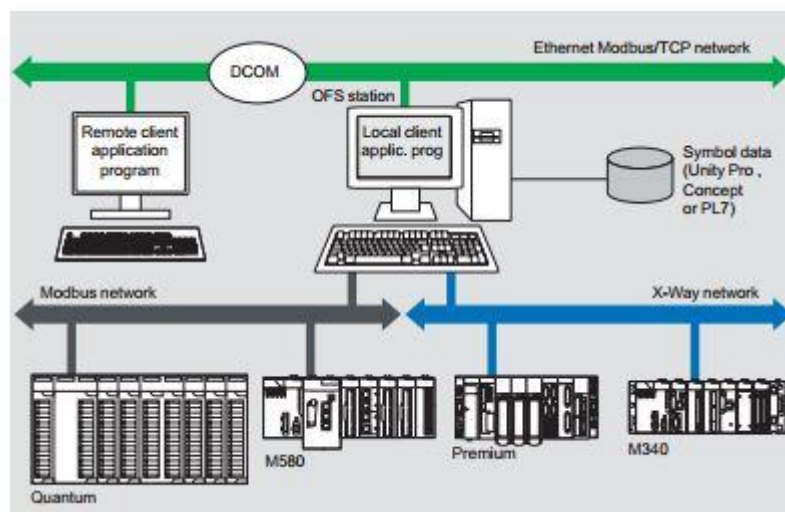 Ethernet Modbus/TCP network
DCOM
OFS station
Remote client
application
program
Local client
applic. prog
Symbol data
(Unity Pro ,
Concept
or PL7)
Modbus network
X-Way network
Quantum
M580
Premium
M340